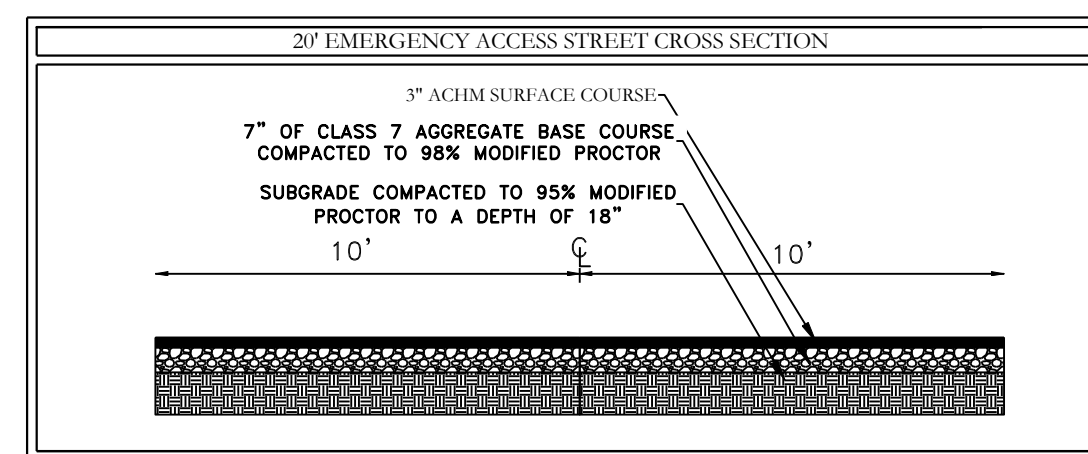 20' EMERGENCY ACCESS STREET CROSS SECTION
3" ACHM SURFACE COURSE
7" OF CLASS 7 AGGREGATE BASE COURSE
COMPACTED TO 98% MODIFIED PROCTOR
SUBGRADE COMPACTED TO 95% MODIFIED
PROCTOR TO A DEPTH OF 18"
10' ℄ 10'